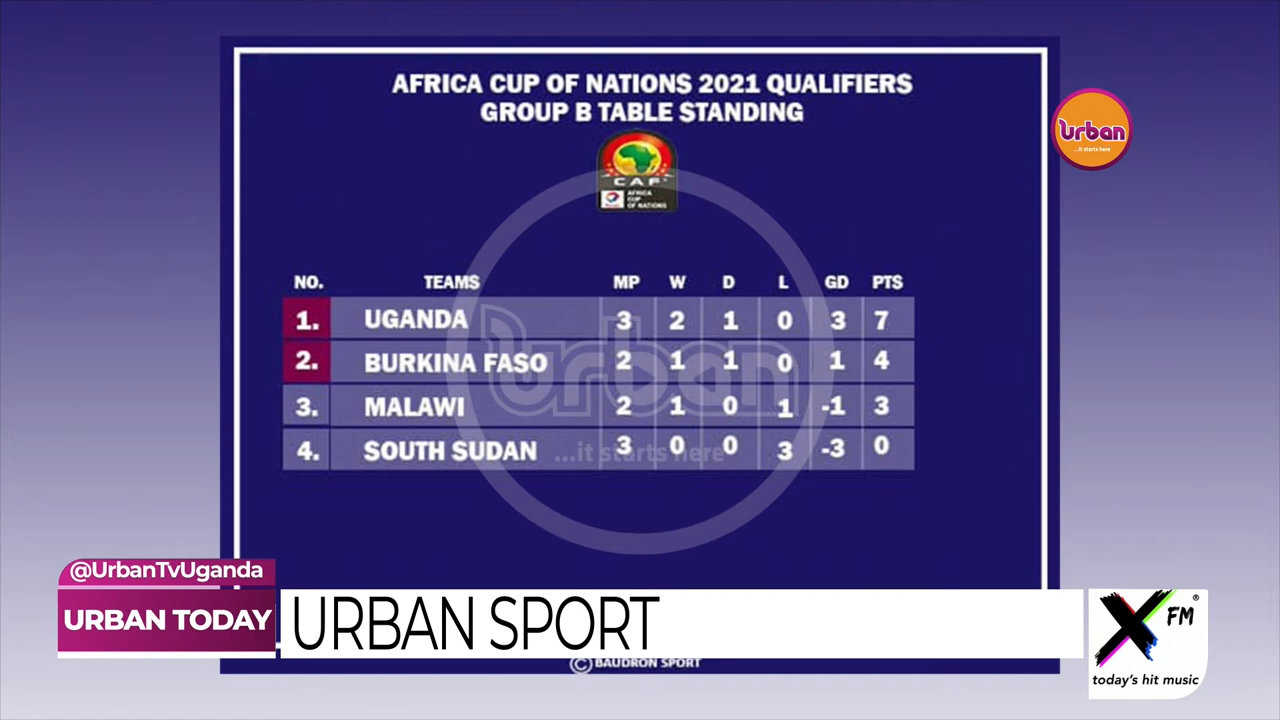 AFRICA CUP OF NATIONS 2021 QUALIFIERS
GROUP B TABLE STANDING
urban
...it starts here
CAF
AFRICA
CUP
OF NATIONS
NO. TEAMS MP W D L GD PTS
1. UGANDA 3 2 1 0 3 7
2. BURKINA FASO 2 1 1 0 1 4
3. MALAWI 2 1 0 1 -1 3
4. SOUTH SUDAN 3 0 0 3 -3 0
urban
...it starts here
@UrbanTvUganda
URBAN TODAY
URBAN SPORT
© BAUDRON SPORT
X FM ®
today's hit music